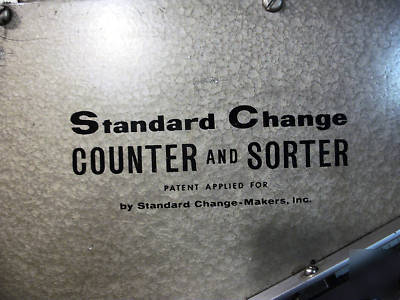 Standard Change
COUNTER AND SORTER
PATENT APPLIED FOR
by Standard Change-Makers, Inc.